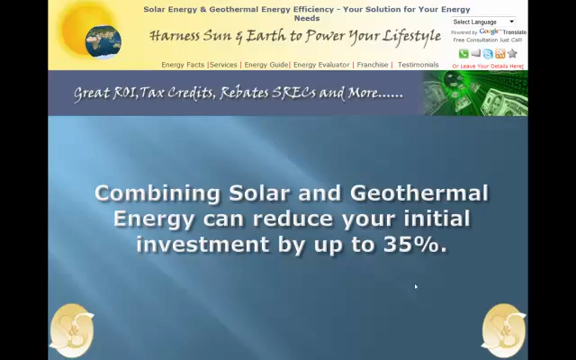 Solar Energy & Geothermal Energy Efficiency - Your Solution for Your Energy
Needs
Harness Sun & Earth to Power Your Lifestyle
Select Language
Powered by Google Translate
Free Consultation Just Call!
Or Leave Your Details Here!
Energy Facts |Services | Energy Guide| Energy Evaluator | Franchise | Testimonials
Great ROI,Tax Credits, Rebates SRECs and More......
Combining Solar and Geothermal
Energy can reduce your initial
investment by up to 35%.